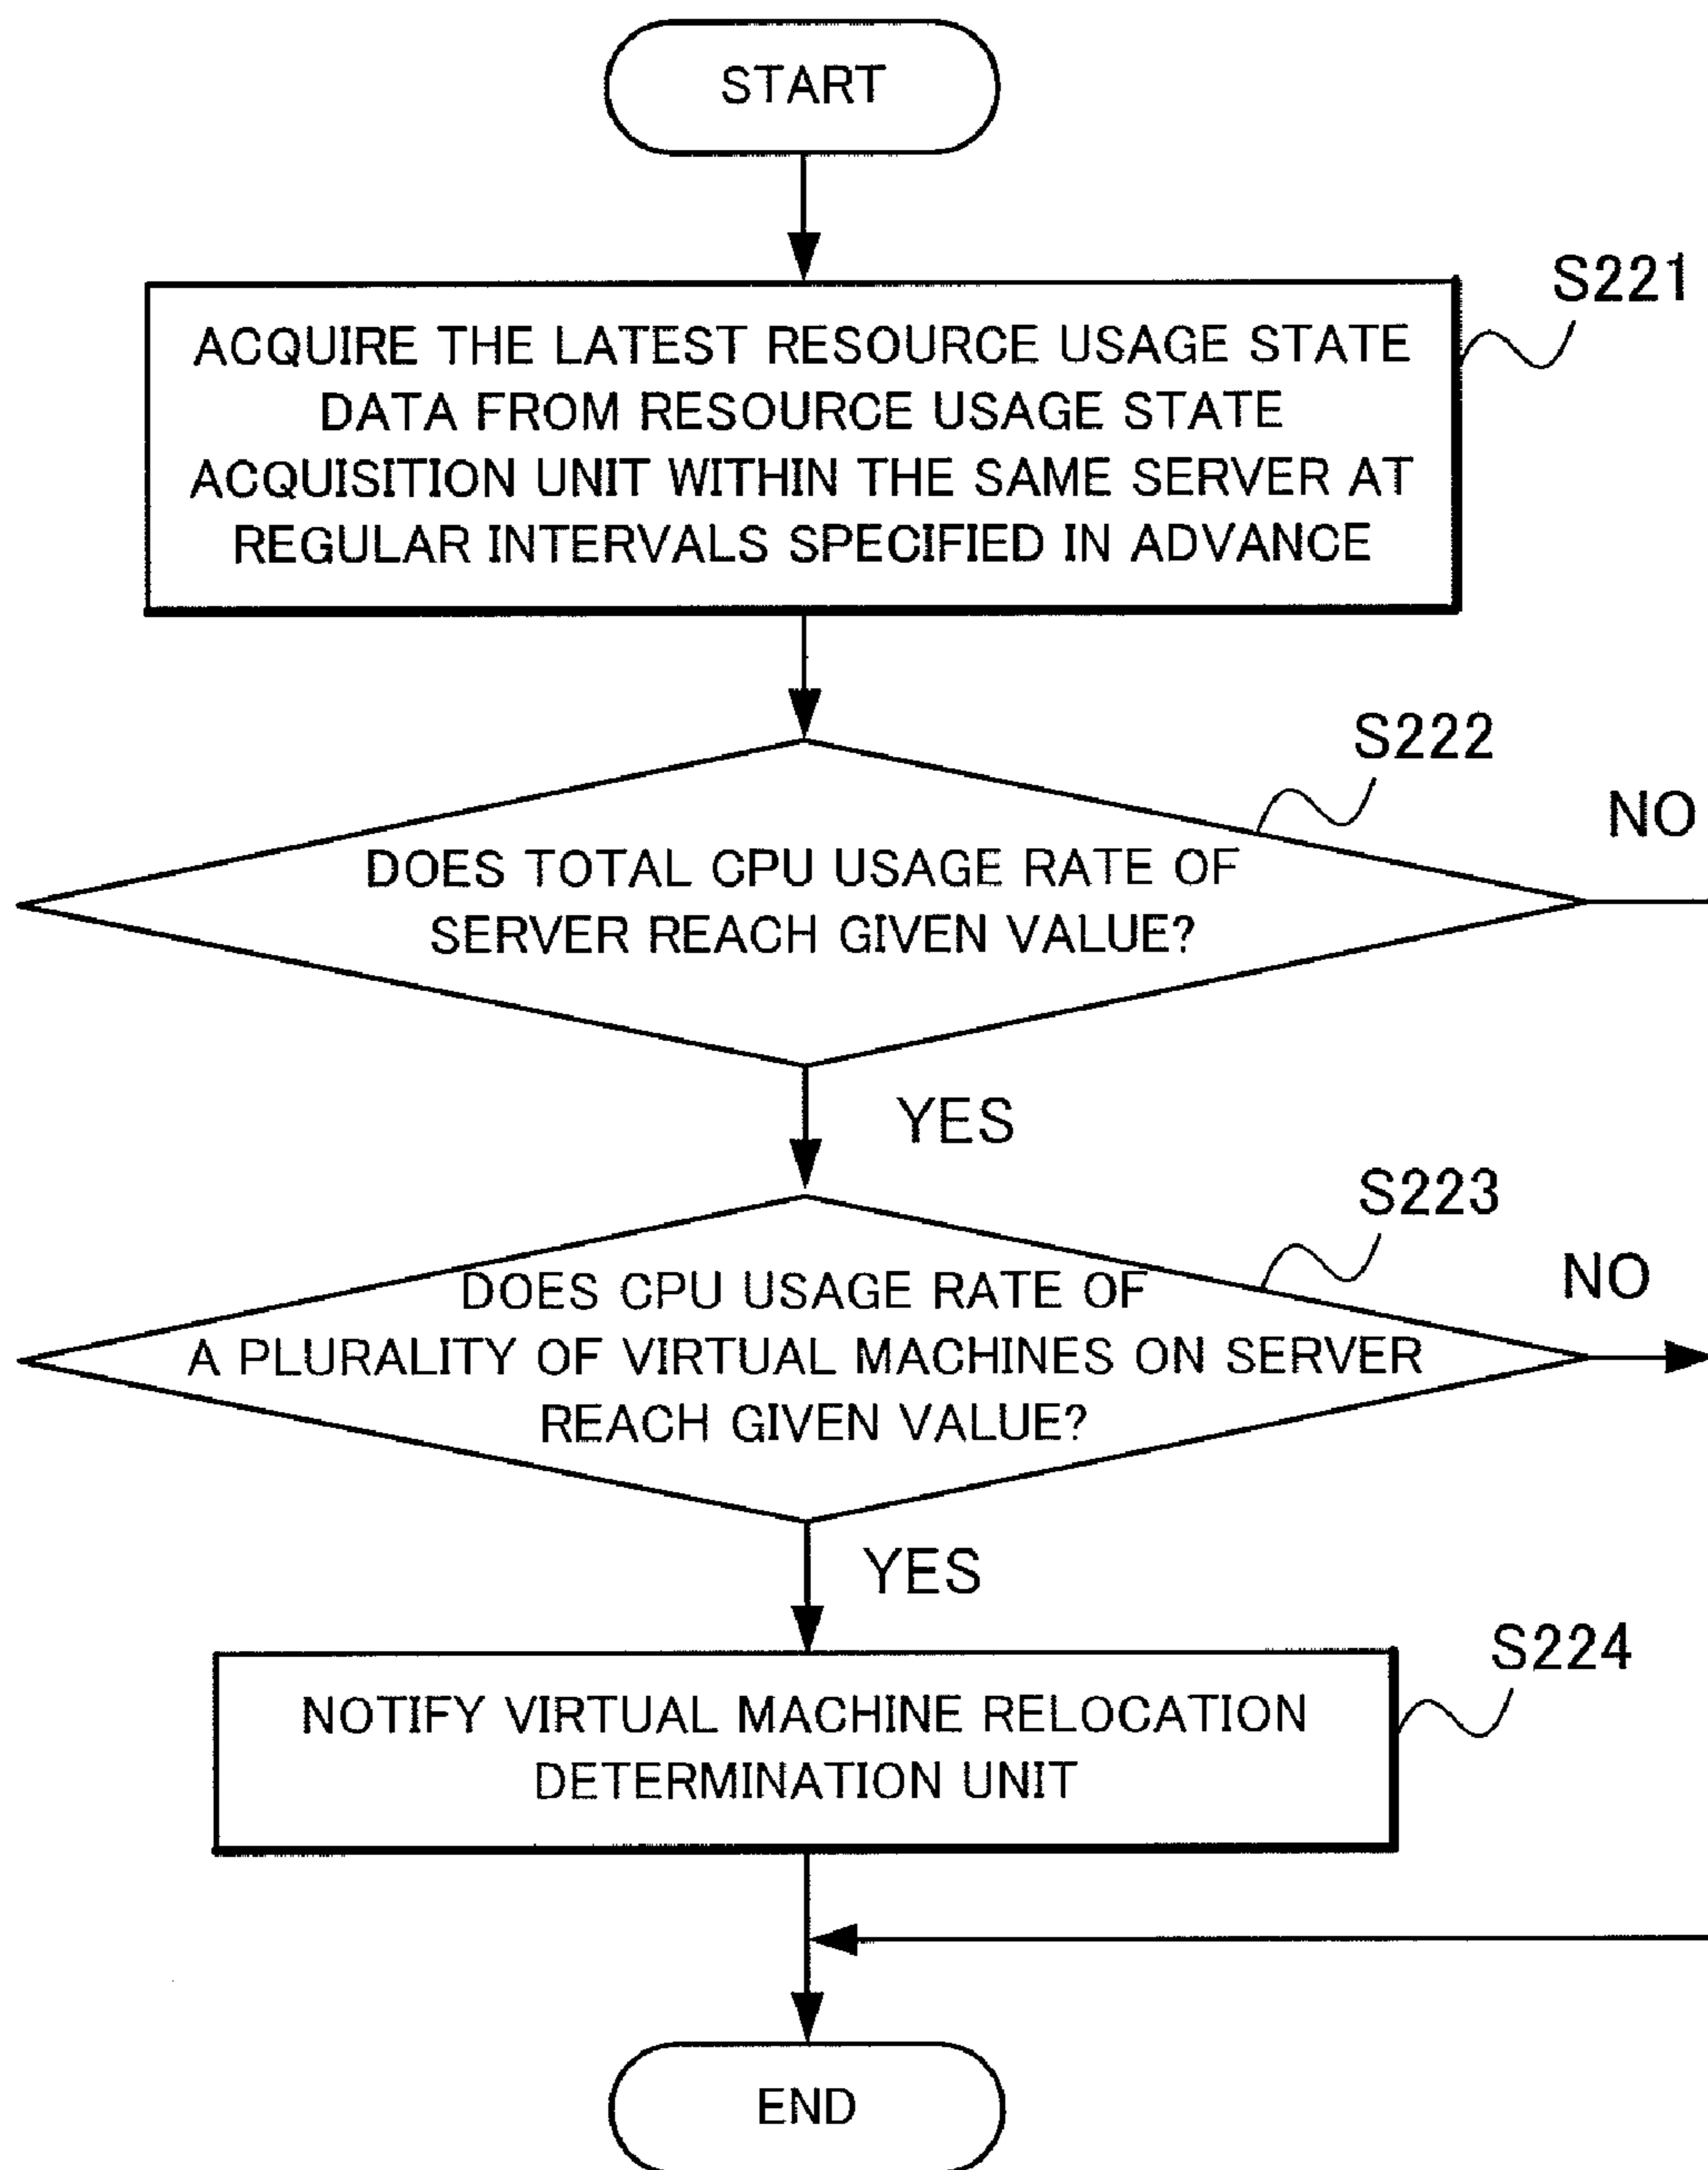 START
S221
ACQUIRE THE LATEST RESOURCE USAGE STATE
DATA FROM RESOURCE USAGE STATE
ACQUISITION UNIT WITHIN THE SAME SERVER AT
REGULAR INTERVALS SPECIFIED IN ADVANCE
S222
NO
DOES TOTAL CPU USAGE RATE OF
SERVER REACH GIVEN VALUE?
YES
S223
NO
DOES CPU USAGE RATE OF
A PLURALITY OF VIRTUAL MACHINES ON SERVER
REACH GIVEN VALUE?
YES
S224
NOTIFY VIRTUAL MACHINE RELOCATION
DETERMINATION UNIT
END